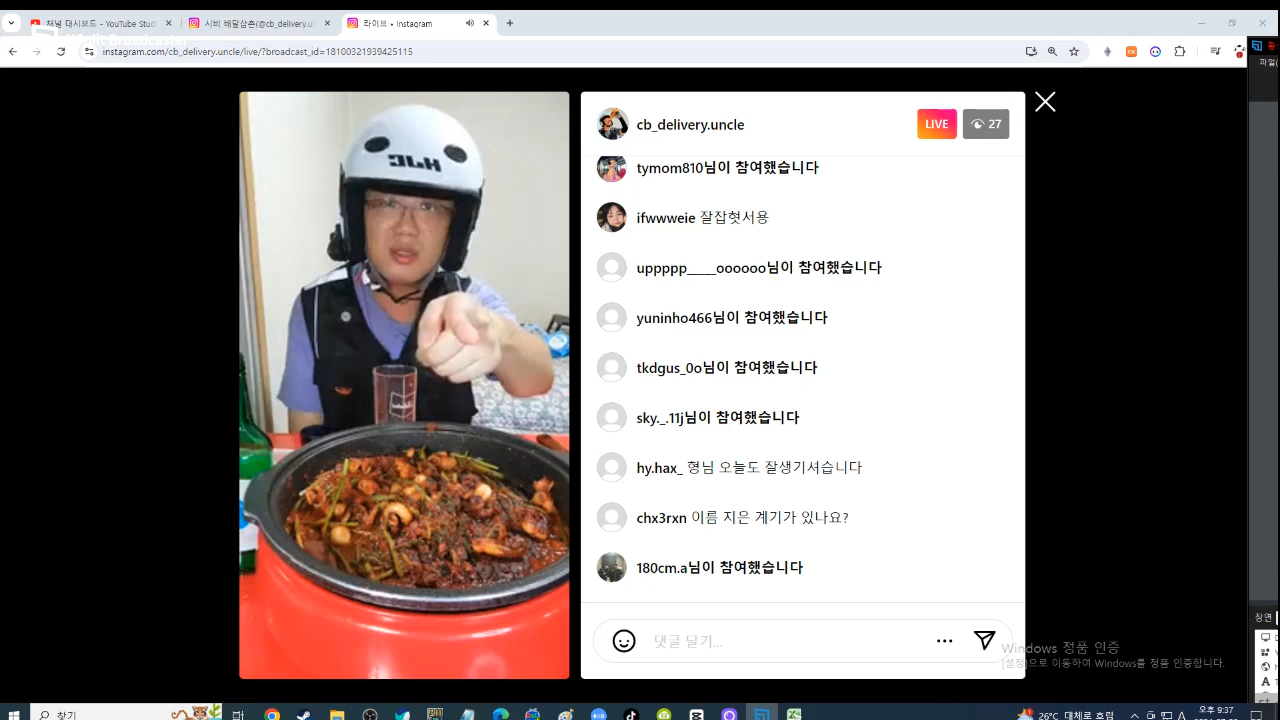 채널 대시보드 - YouTube Studi
시비 배달삼촌(@cb_delivery.u
라이브 • Instagram
instagram.com/cb_delivery.uncle/live/?broadcast_id=18100321939425115
파일(
HJC
cb_delivery.uncle
LIVE
27
tymom810님이 참여했습니다
ifwwweie 잘잡혓서용
uppppp_____oooooo님이 참여했습니다
yuninho466님이 참여했습니다
tkdgus_0o님이 참여했습니다
sky._.11j님이 참여했습니다
hy.hax_ 형님 오늘도 잘생기셔습니다
chx3rxn 이름 지은 계기가 있나요?
180cm.a님이 참여했습니다
댓글 달기...
장면
Windows 정품 인증
[설정]으로 이동하여 Windows를 정품 인증합니다.
찾기
26°C 대체로 흐림
A
오후 9:37